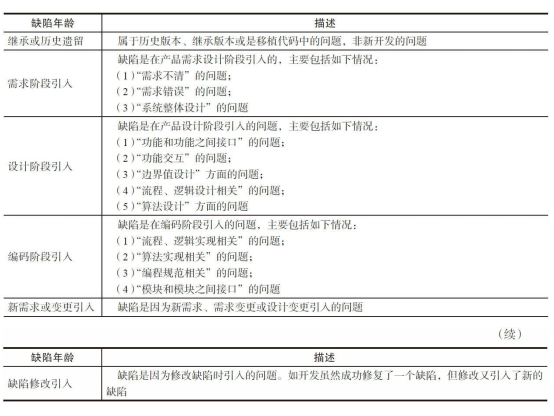 缺陷年龄 描述
继承或历史遗留 属于历史版本、继承版本或是移植代码中的问题，非新开发的问题
需求阶段引入 缺陷是在产品需求设计阶段引入的，主要包括如下情况：
（1）“需求不清”的问题；
（2）“需求错误”的问题；
（3）“系统整体设计”的问题
设计阶段引入 缺陷是在产品设计阶段引入的问题，主要包括如下情况：
（1）“功能和功能之间接口”的问题；
（2）“功能交互”的问题；
（3）“边界值设计”方面的问题；
（4）“流程、逻辑设计相关”的问题；
（5）“算法设计”方面的问题
编码阶段引入 缺陷是在编码阶段引入的问题，主要包括如下情况：
（1）“流程、逻辑实现相关”的问题；
（2）“算法实现相关”的问题；
（3）“编程规范相关”的问题；
（4）“模块和模块之间接口”的问题
新需求或变更引入 缺陷是因为新需求、需求变更或设计变更引入的问题
（续）
缺陷年龄 描述
缺陷修改引入 缺陷是因为修改缺陷时引入的问题。如开发虽然成功修复了一个缺陷，但修改又引入了新的
缺陷